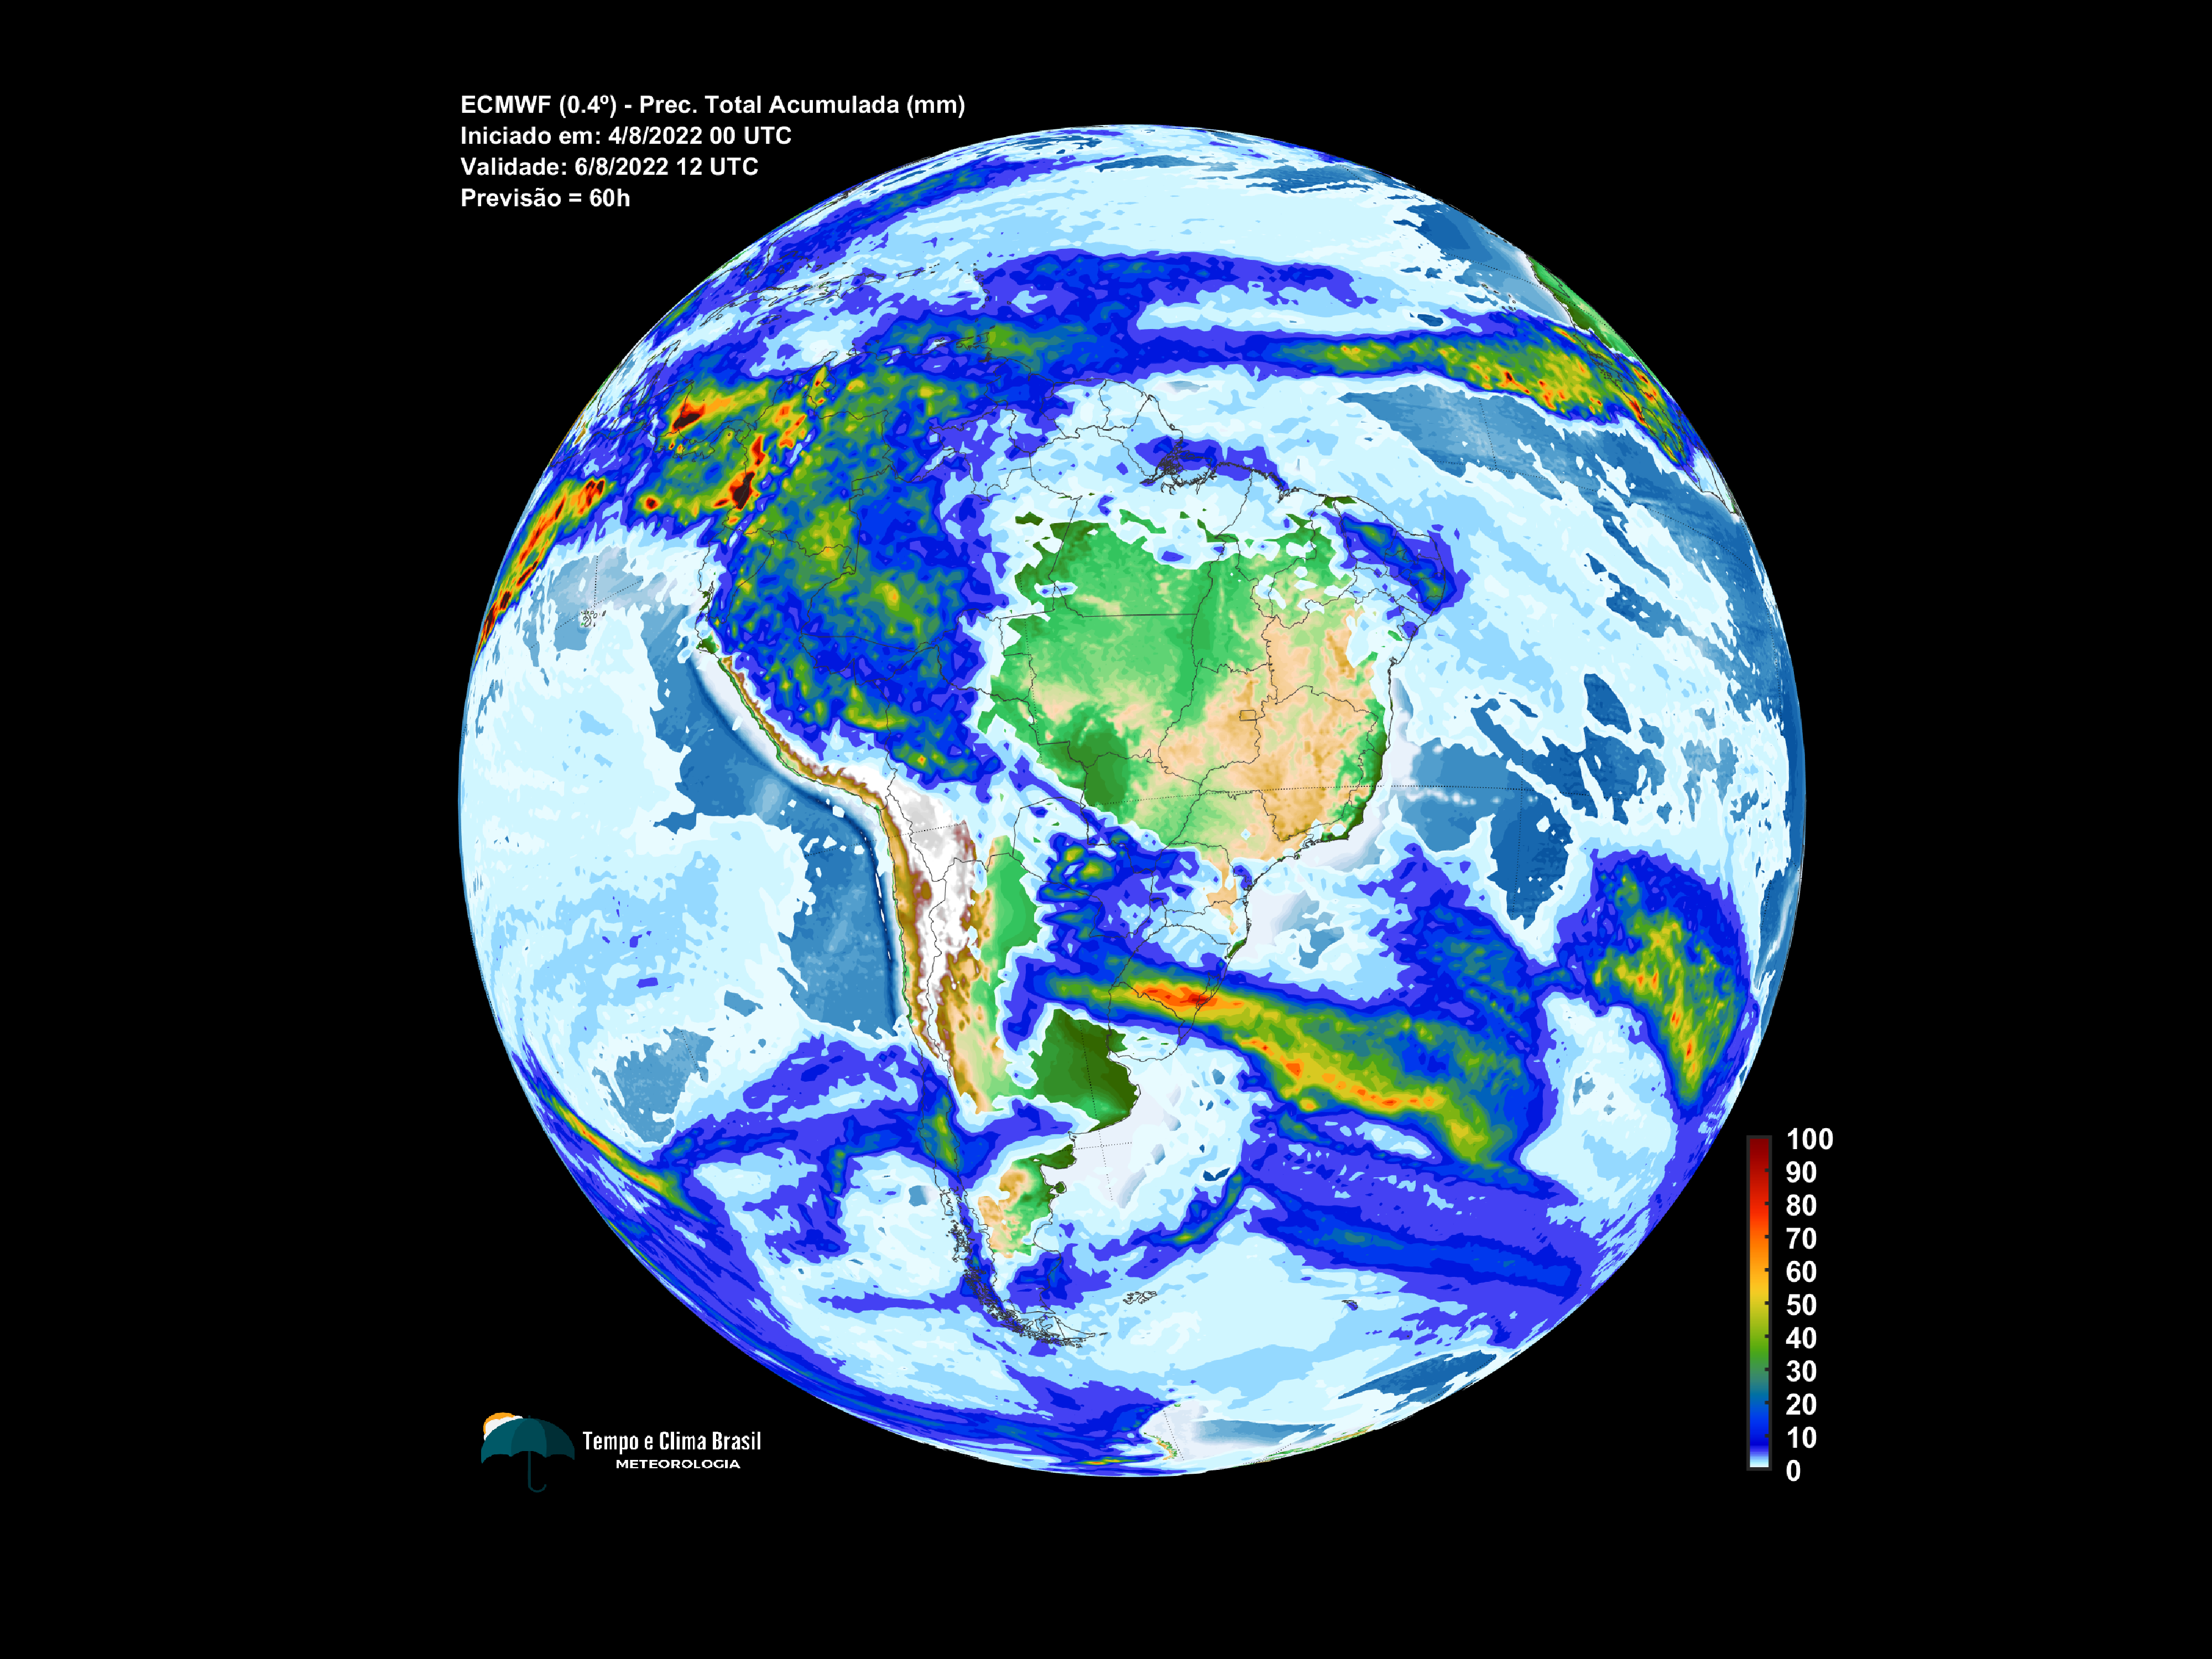 ECMWF (0.4º) - Prec. Total Acumulada (mm)
Iniciado em: 4/8/2022 00 UTC
Validade: 6/8/2022 12 UTC
Previsão = 60h
100
90
80
70
60
50
40
30
20
10
0
Tempo e Clima Brasil
METEOROLOGIA